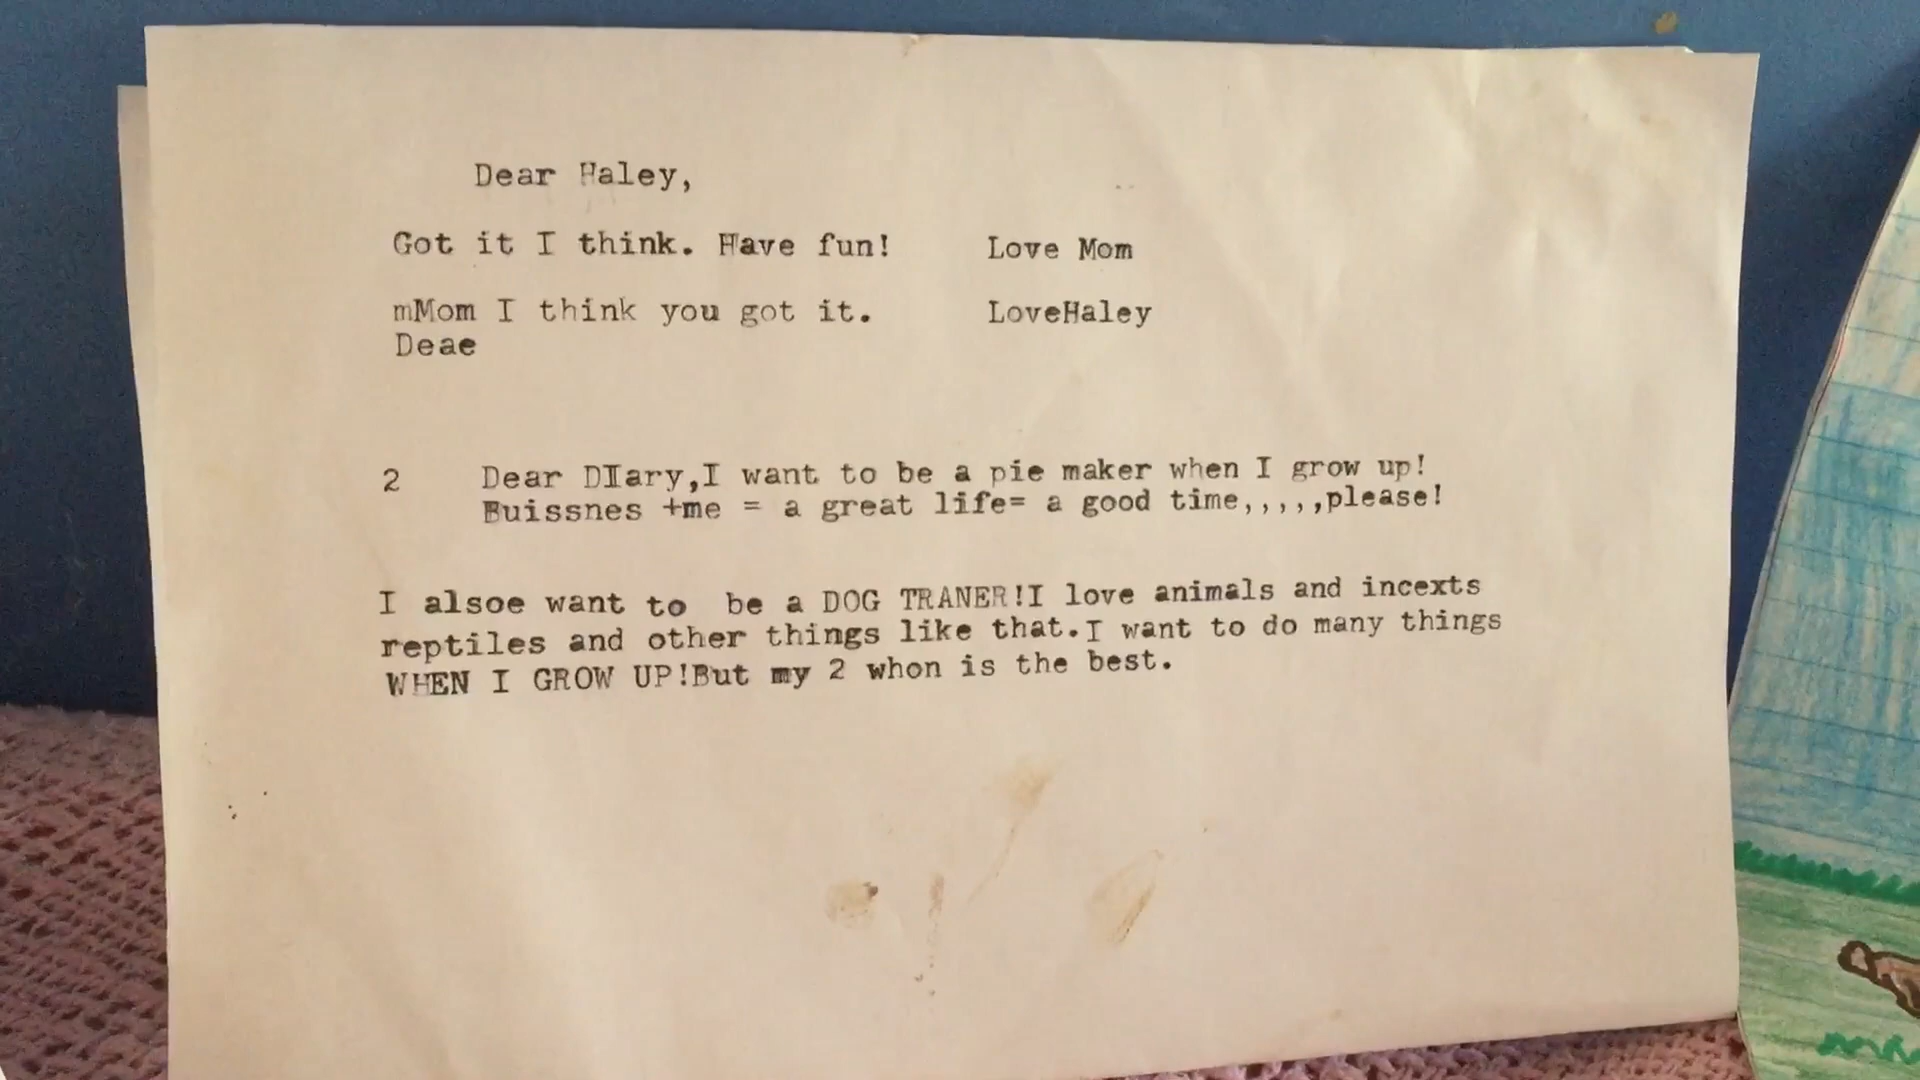 Dear Haley,
Got it I think. Have fun! Love Mom
mMom I think you got it. LoveHaley
Deae
2 Dear DIary,I want to be a pie maker when I grow up!
Buissnes +me = a great life= a good time,,,,,please!
I alsoe want to be a DOG TRANER!I love animals and incexts
reptiles and other things like that.I want to do many things
WHEN I GROW UP!But my 2 whon is the best.